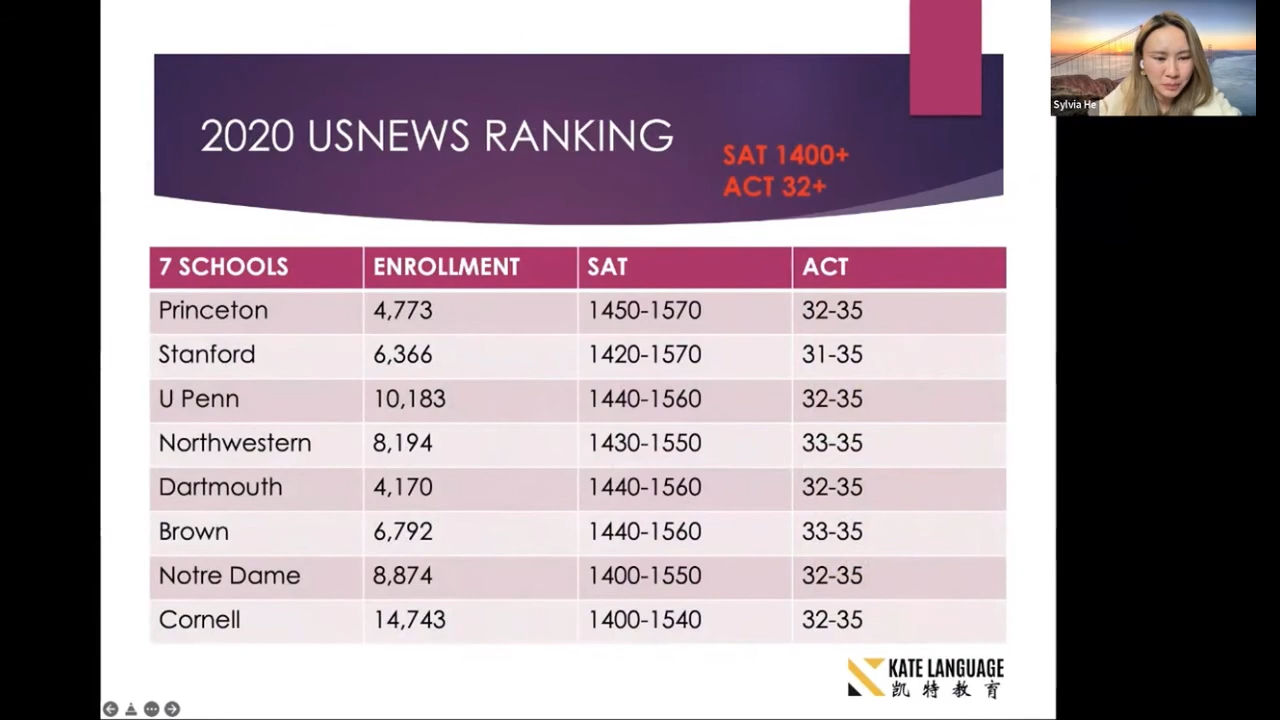 2020 USNEWS RANKING
SAT 1400+
ACT 32+
Sylvia He
7 SCHOOLS ENROLLMENT SAT ACT
Princeton 4,773 1450-1570 32-35
Stanford 6,366 1420-1570 31-35
U Penn 10,183 1440-1560 32-35
Northwestern 8,194 1430-1550 33-35
Dartmouth 4,170 1440-1560 32-35
Brown 6,792 1440-1560 33-35
Notre Dame 8,874 1400-1550 32-35
Cornell 14,743 1400-1540 32-35
KATE LANGUAGE
凯特教育